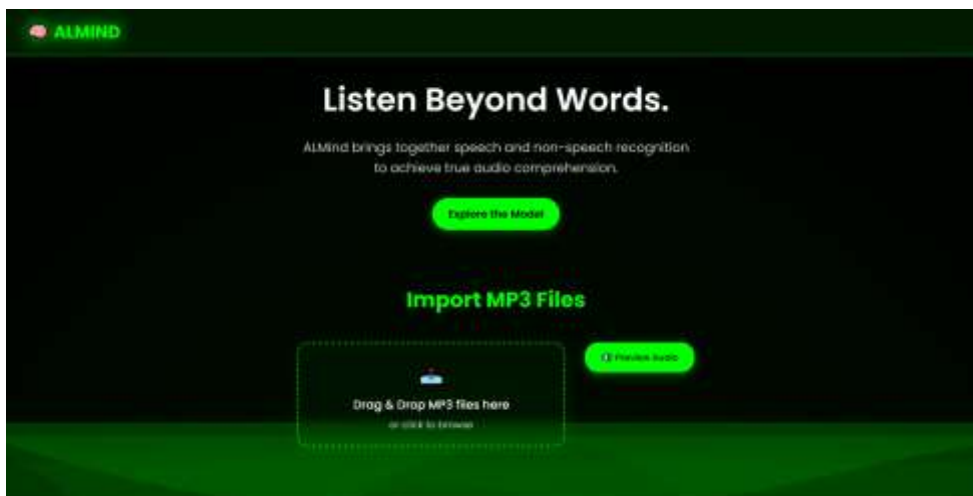 ALMIND
Listen Beyond Words.
ALMind brings together speech and non-speech recognition
to achieve true audio comprehension.
Explore the Model
Import MP3 Files
Preview Audio
Drag & Drop MP3 files here
or click to browse